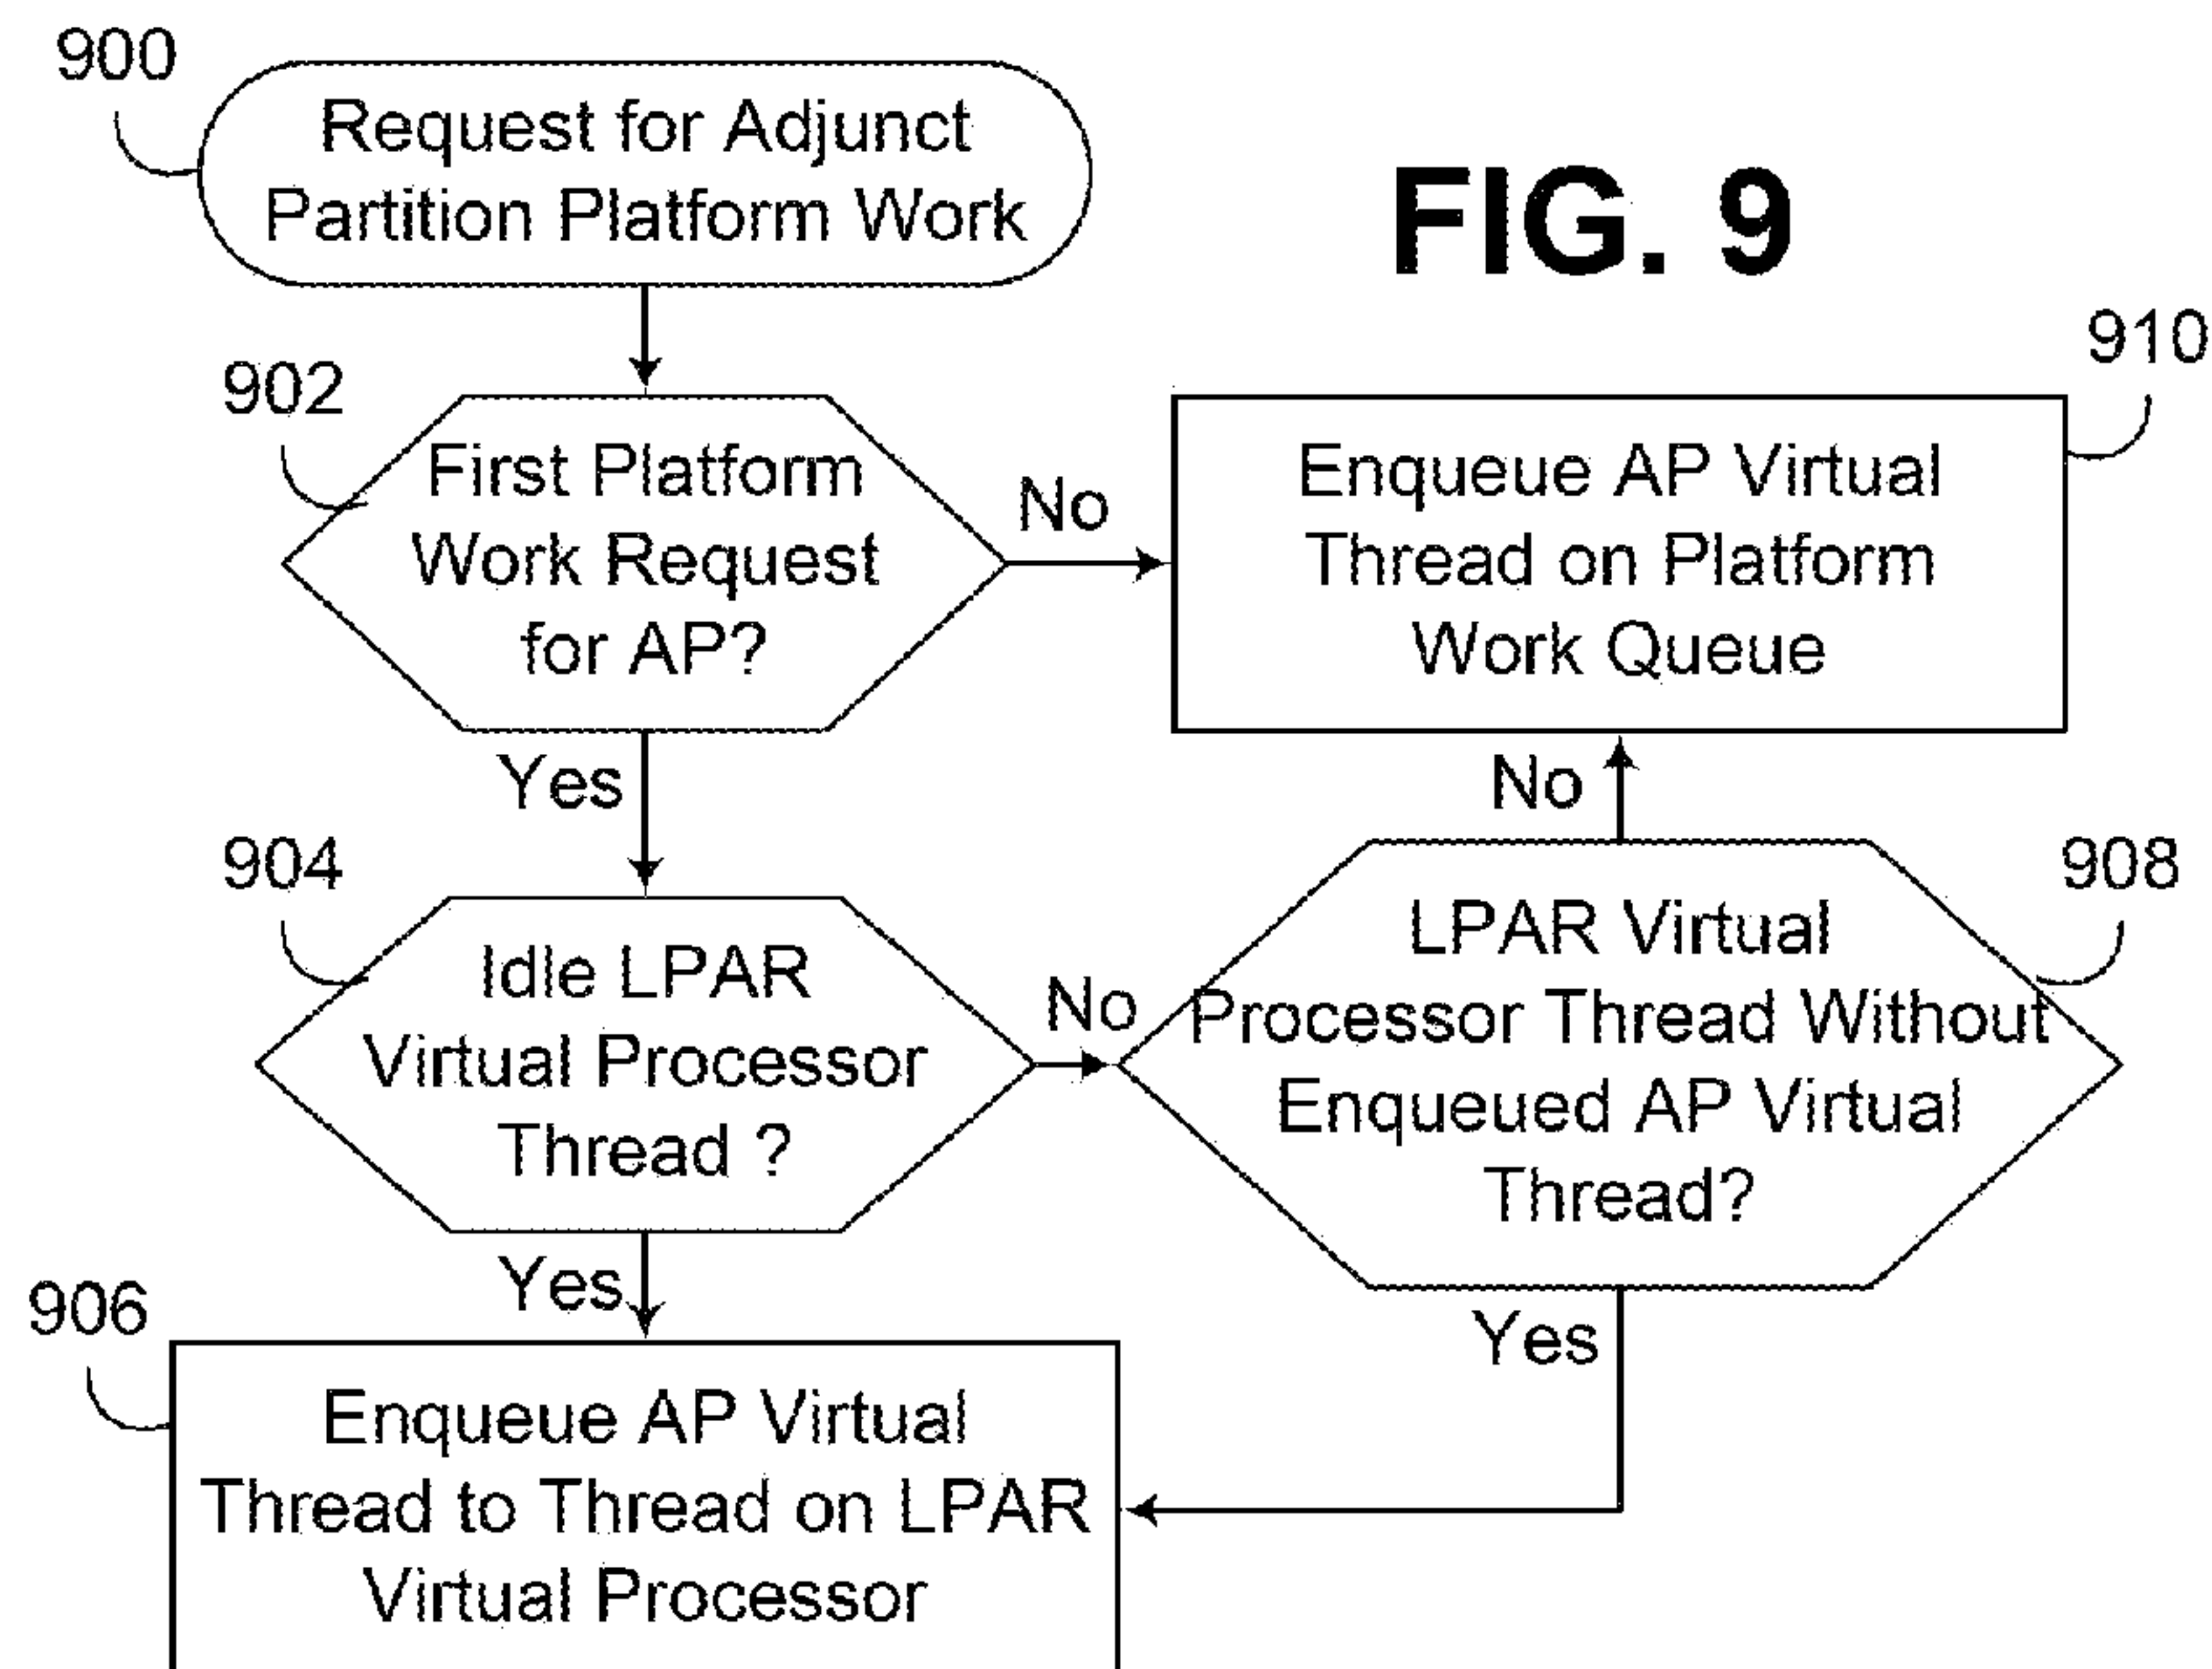 900
Request for Adjunct
Partition Platform Work
FIG. 9
902
First Platform
Work Request
for AP?
No
910
Enqueue AP Virtual
Thread on Platform
Work Queue
Yes
No
904
Idle LPAR
Virtual Processor
Thread ?
No
908
LPAR Virtual
Processor Thread Without
Enqueued AP Virtual
Thread?
Yes
Yes
906
Enqueue AP Virtual
Thread to Thread on LPAR
Virtual Processor